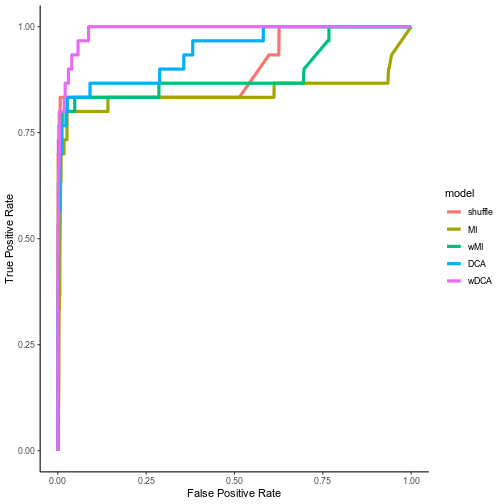 1.00
0.75
0.50
0.25
0.00
True Positive Rate
0.00 0.25 0.50 0.75 1.00
False Positive Rate
model
shuffle
MI
wMI
DCA
wDCA